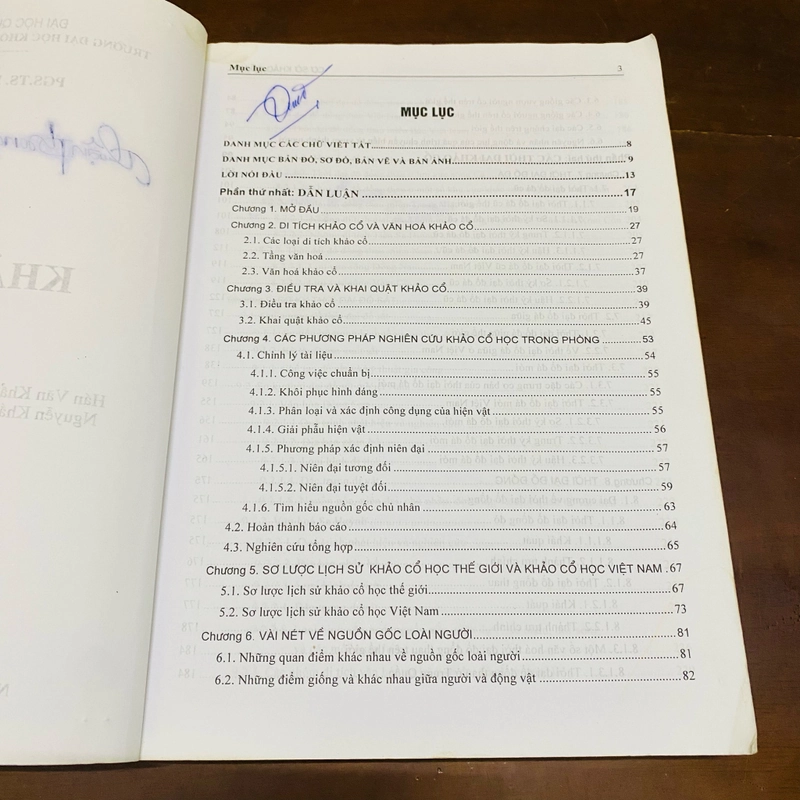 ĐẠI HỌC
TRƯỜNG ĐẠI HỌC KHO
PGS.TS.
KH
Hán Văn Khẩ
Nguyễn Khắ
Mục lục 3
MỤC LỤC
DANH MỤC CÁC CHỮ VIẾT TẮT 8
DANH MỤC BẢN ĐỒ, SƠ ĐỒ, BẢN VẼ VÀ BẢN ẢNH 9
LỜI NÓI ĐẦU 13
Phần thứ nhất: DẪN LUẬN 17
Chương 1. MỞ ĐẦU 19
Chương 2. DI TÍCH KHẢO CỔ VÀ VĂN HOÁ KHẢO CỔ 27
2.1. Các loại di tích khảo cổ 27
2.2. Tầng văn hoá 27
2.3. Văn hoá khảo cổ 37
Chương 3. ĐIỀU TRA VÀ KHAI QUẬT KHẢO CỔ 39
3.1. Điều tra khảo cổ 39
3.2. Khai quật khảo cổ 45
Chương 4. CÁC PHƯƠNG PHÁP NGHIÊN CỨU KHẢO CỔ HỌC TRONG PHÒNG 53
4.1. Chỉnh lý tài liệu 54
4.1.1. Công việc chuẩn bị 55
4.1.2. Khôi phục hình dáng 55
4.1.3. Phân loại và xác định công dụng của hiện vật 55
4.1.4. Giải phẫu hiện vật 56
4.1.5. Phương pháp xác định niên đại 57
4.1.5.1. Niên đại tương đối 57
4.1.5.2. Niên đại tuyệt đối 59
4.1.6. Tìm hiểu nguồn gốc chủ nhân 63
4.2. Hoàn thành báo cáo 64
4.3. Nghiên cứu tổng hợp 65
Chương 5. SƠ LƯỢC LỊCH SỬ KHẢO CỔ HỌC THẾ GIỚI VÀ KHẢO CỔ HỌC VIỆT NAM .67
5.1. Sơ lược lịch sử khảo cổ học thế giới 67
5.2. Sơ lược lịch sử khảo cổ học Việt Nam 73
Chương 6. VÀI NÉT VỀ NGUỒN GỐC LOÀI NGƯỜI 81
6.1. Những quan điểm khác nhau về nguồn gốc loài người 81
6.2. Những điểm giống và khác nhau giữa người và động vật 82